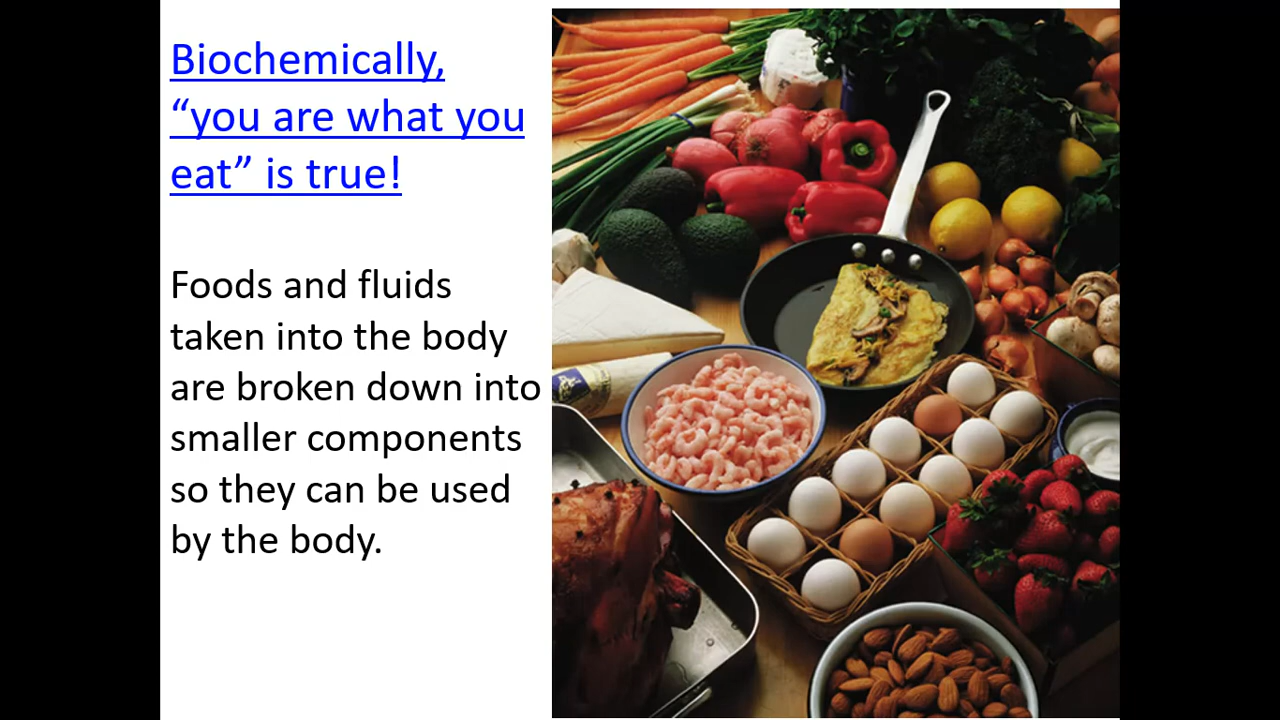 Biochemically,
“you are what you
eat” is true!
Foods and fluids
taken into the body
are broken down into
smaller components
so they can be used
by the body.